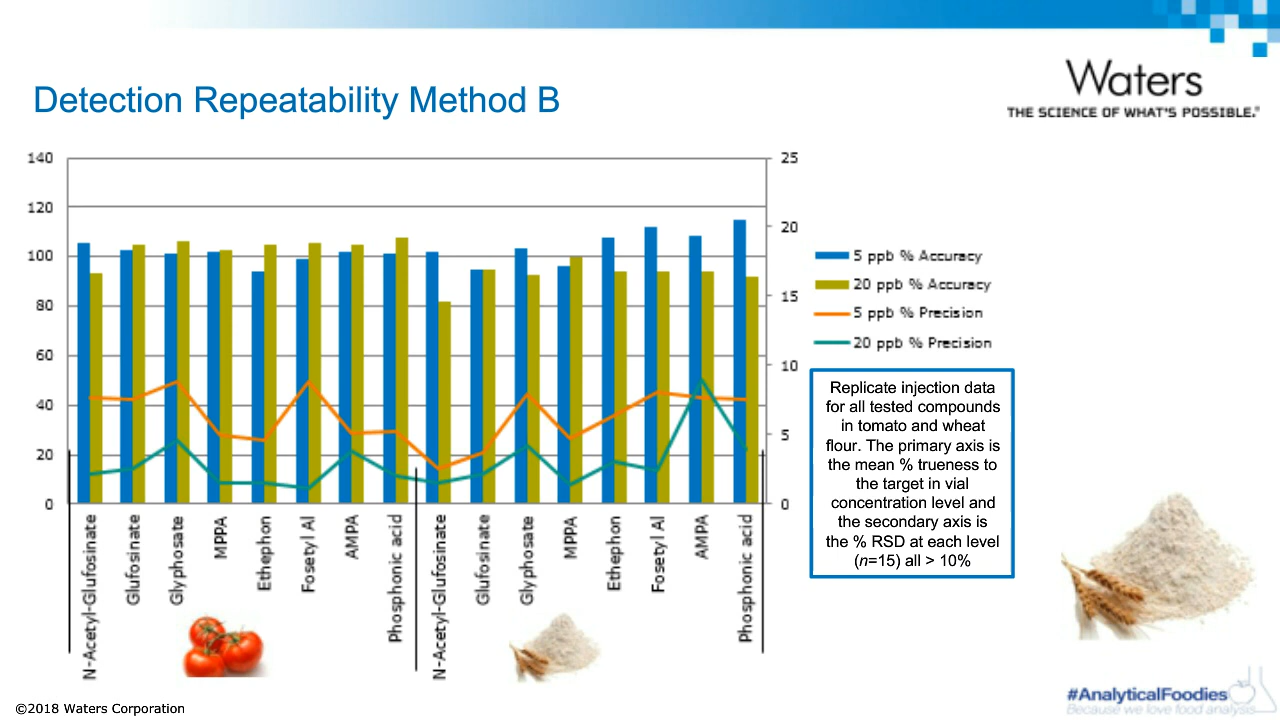 Waters
THE SCIENCE OF WHAT'S POSSIBLE.®
Detection Repeatability Method B
140
120
100
80
60
40
20
0
25
20
15
10
5
0
5 ppb % Accuracy
20 ppb % Accuracy
5 ppb % Precision
20 ppb % Precision
Replicate injection data
for all tested compounds
in tomato and wheat
flour. The primary axis is
the mean % trueness to
the target in vial
concentration level and
the secondary axis is
the % RSD at each level
(n=15) all > 10%
N-Acetyl-Glufosinate
Glufosinate
Glyphosate
MPPA
Ethephon
Fosetyl Al
AMPA
Phosphonic acid
N-Acetyl-Glufosinate
Glufosinate
Glyphosate
MPPA
Ethephon
Fosetyl Al
AMPA
Phosphonic acid
#AnalyticalFoodies
Because we love food analysis
©2018 Waters Corporation